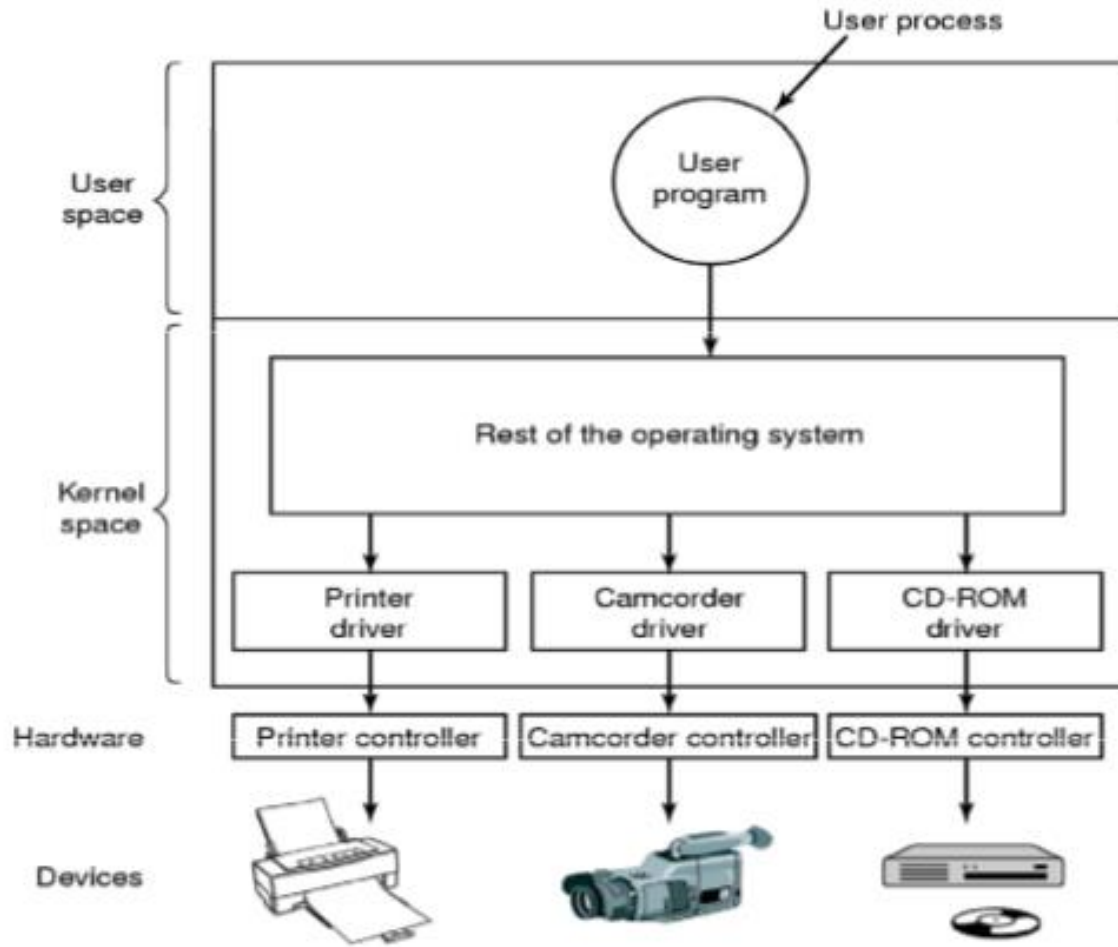 User process
User
program
User
space
Rest of the operating system
Kernel
space
Printer
driver
Camcorder
driver
CD-ROM
driver
Hardware
Printer controller
Camcorder controller
CD-ROM controller
Devices